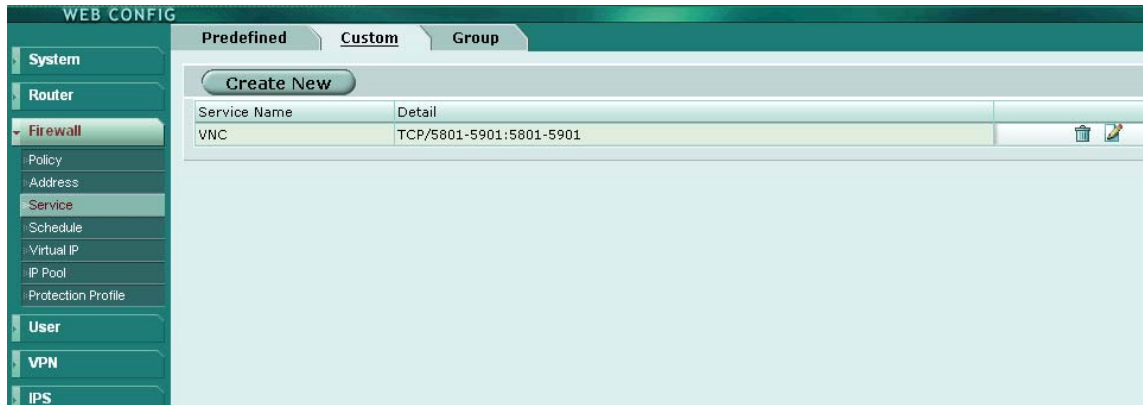 WEB CONFIG
Predefined Custom Group
System
Router
Firewall
Policy
Address
Service
Schedule
Virtual IP
IP Pool
Protection Profile
User
VPN
IPS
Create New
Service Name Detail
VNC TCP/5801-5901:5801-5901